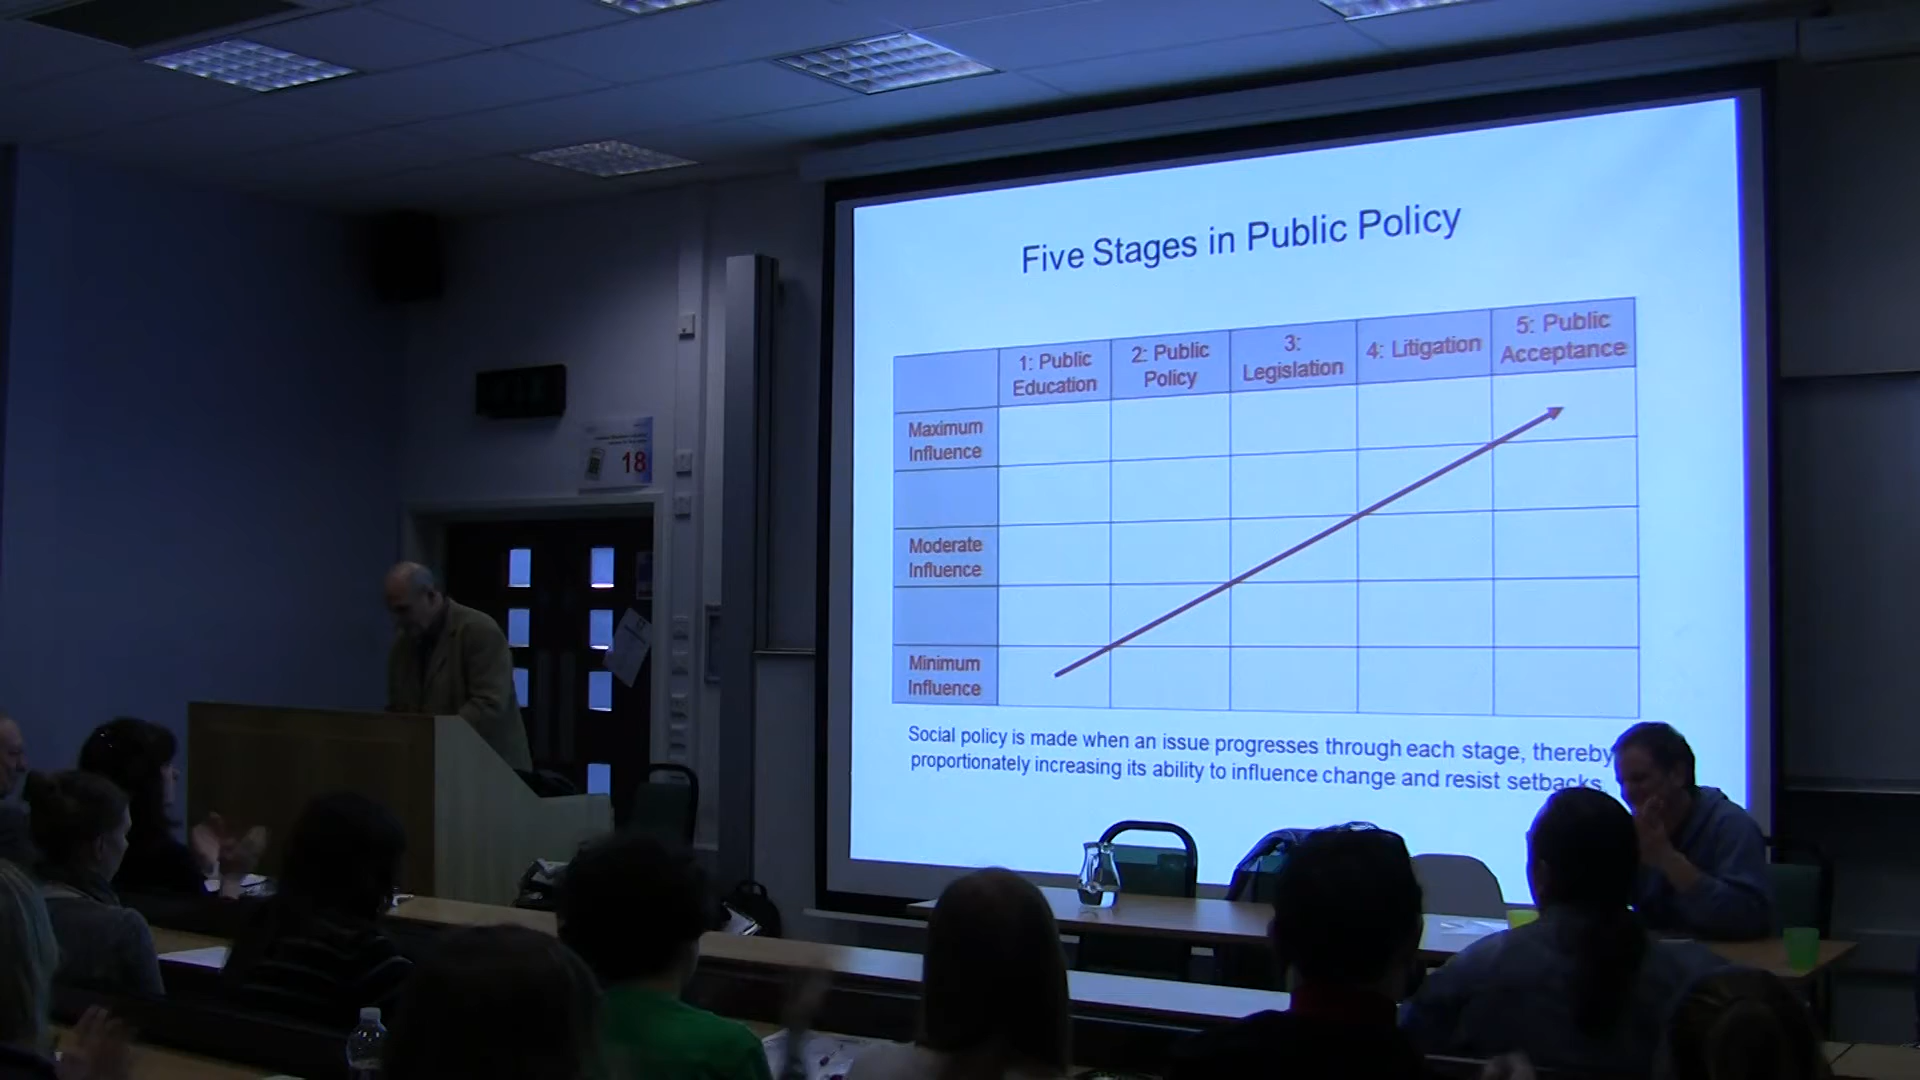 Five Stages in Public Policy
1: Public
Education
2: Public
Policy
3:
Legislation
4: Litigation
5: Public
Acceptance
Maximum
Influence
Moderate
Influence
Minimum
Influence
Social policy is made when an issue progresses through each stage, thereby
proportionately increasing its ability to influence change and resist setbacks.
18